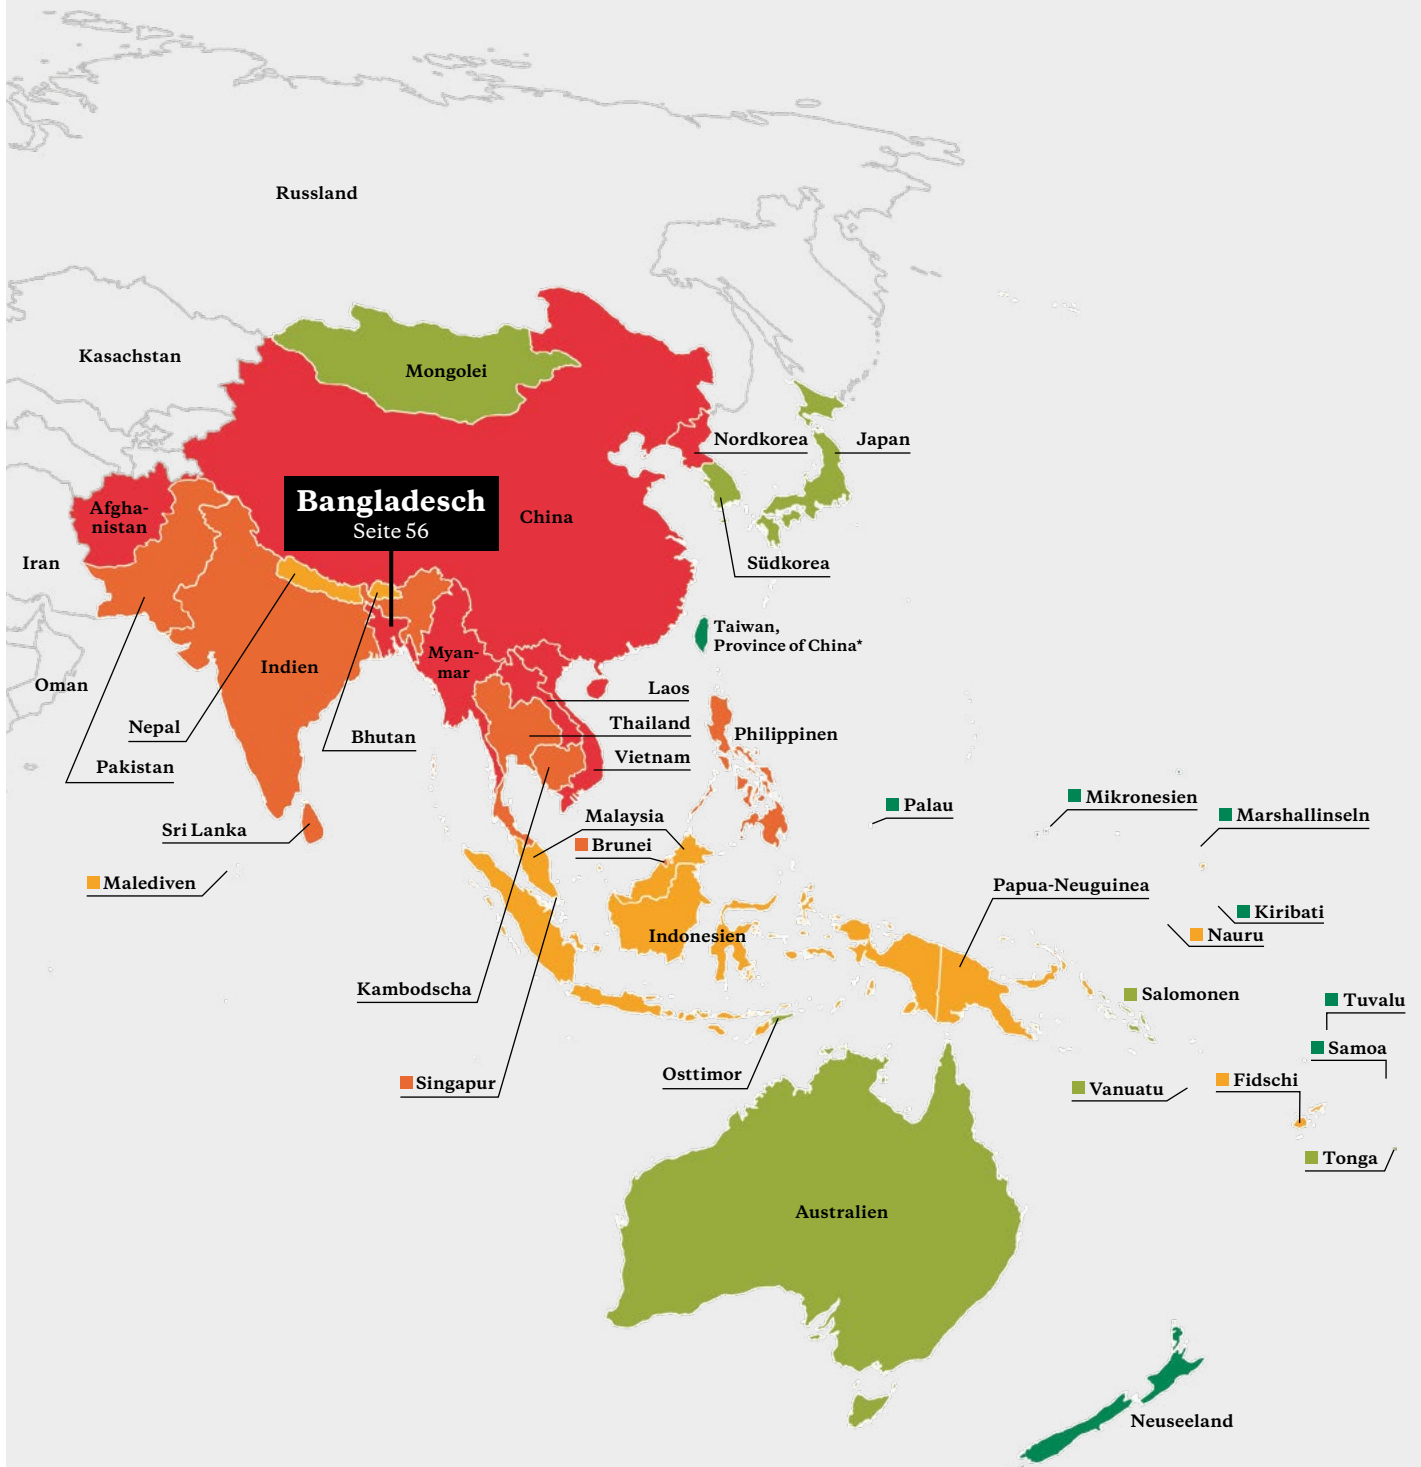 Russland
Kasachstan
Mongolei
Nordkorea
Japan
Bangladesch
Seite 56
Afgha-
nistan
China
Iran
Südkorea
Taiwan,
Province of China*
Myan-
mar
Indien
Oman
Laos
Nepal
Thailand
Bhutan
Philippinen
Vietnam
Pakistan
Palau
Mikronesien
Marshallinseln
Malaysia
Sri Lanka
Brunei
Malediven
Papua-Neuguinea
Kiribati
Nauru
Indonesien
Kambodscha
Salomonen
Tuvalu
Samoa
Osttimor
Singapur
Vanuatu
Fidschi
Tonga
Australien
Neuseeland